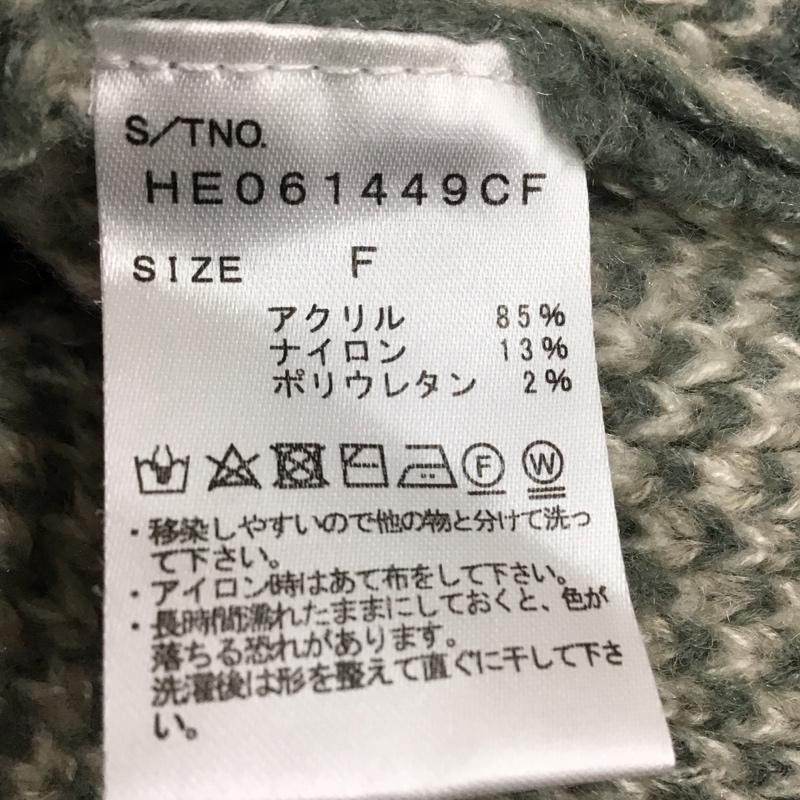 S/TNO.
HE061449CF
SIZE F
アクリル 85%
ナイロン 13%
ポリウレタン 2%
F W
・移染しやすいので他の物と分けて洗っ
て下さい。
・アイロン時はあて布をして下さい。
・長時間濡れたままにしておくと、色が
落ちる恐れがあります。
洗濯後は形を整えて直ぐに干して下さ
い。